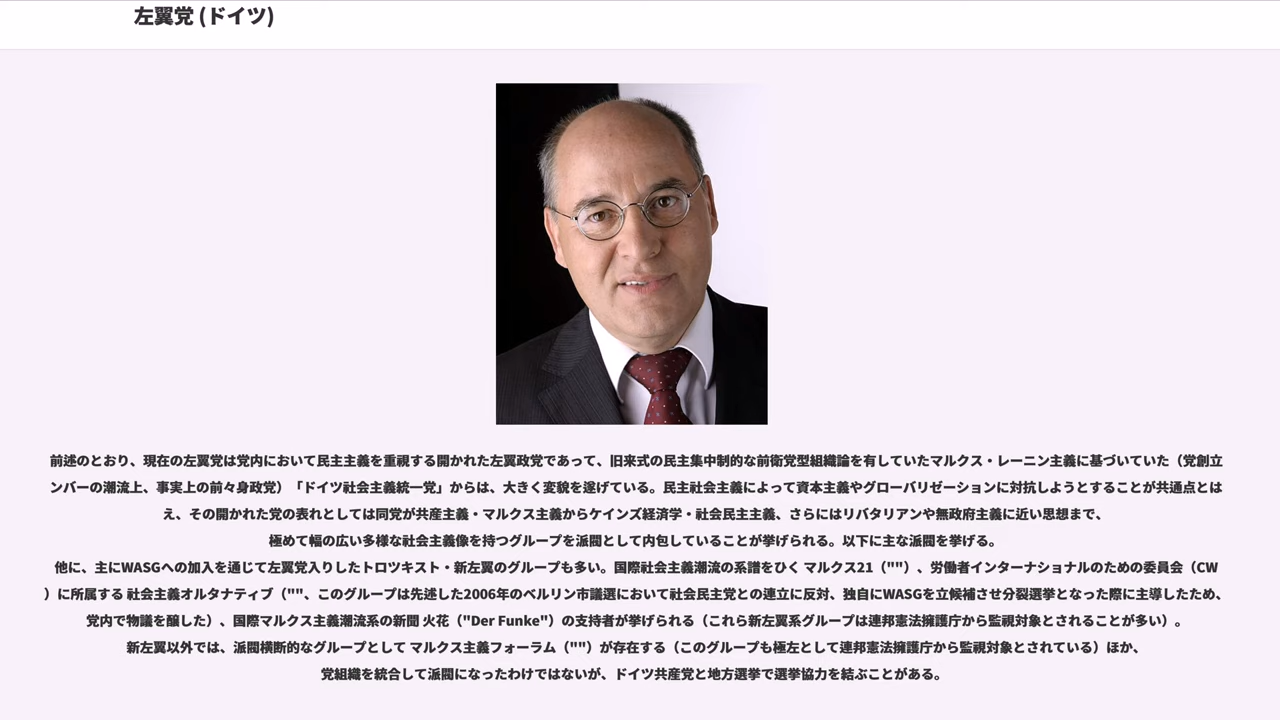 左翼党 (ドイツ)
前述のとおり、現在の左翼党は党内において民主主義を重視する開かれた左翼政党であって、旧来式の民主集中制的な前衛党型組織論を有していたマルクス・レーニン主義に基づいていた（党創立
ンバーの潮流上、事実上の前々身政党）「ドイツ社会主義統一党」からは、大きく変貌を遂げている。民主社会主義によって資本主義やグローバリゼーションに対抗しようとすることが共通点とは
え、その開かれた党の表れとしては同党が共産主義・マルクス主義からケインズ経済学・社会民主主義、さらにはリバタリアンや無政府主義に近い思想まで、
極めて幅の広い多様な社会主義像を持つグループを派閥として内包していることが挙げられる。以下に主な派閥を挙げる。
他に、主にWASGへの加入を通じて左翼党入りしたトロツキスト・新左翼のグループも多い。国際社会主義潮流の系譜をひく マルクス21（""）、労働者インターナショナルのための委員会（CW
）に所属する 社会主義オルタナティブ（""、このグループは先述した2006年のベルリン市議選において社会民主党との連立に反対、独自にWASGを立候補させ分裂選挙となった際に主導したため、
党内で物議を醸した）、国際マルクス主義潮流系の新聞 火花（"Der Funke"）の支持者が挙げられる（これら新左翼系グループは連邦憲法擁護庁から監視対象とされることが多い）。
新左翼以外では、派閥横断的なグループとして マルクス主義フォーラム（""）が存在する（このグループも極左として連邦憲法擁護庁から監視対象とされている）ほか、
党組織を統合して派閥になったわけではないが、ドイツ共産党と地方選挙で選挙協力を結ぶことがある。